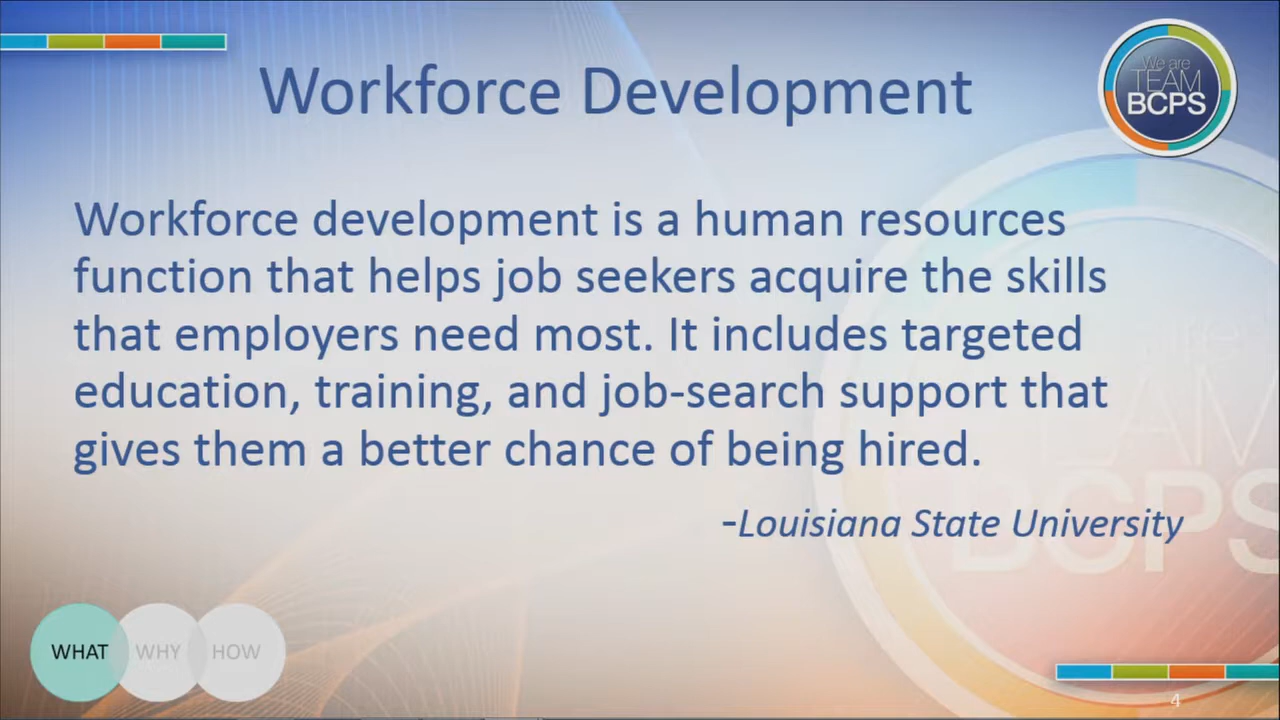 Workforce Development
We are
TEAM
BCPS
Workforce development is a human resources
function that helps job seekers acquire the skills
that employers need most. It includes targeted
education, training, and job-search support that
gives them a better chance of being hired.
-Louisiana State University
WHAT WHY HOW
4